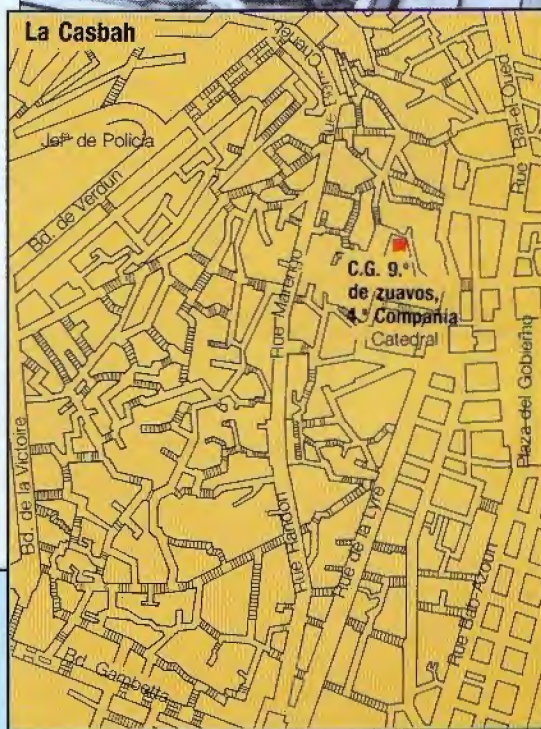 La Casbah
Rue Bab el Oued
Jefª de Policía
Bd. de Verdun
C.G. 9.º
de zuavos,
4.ª Compañía
Catedral
Rue Marengo
Plaza del Gobierno
Bd. de la Victoire
Rue Randon
Rue de la Lyre
Rue Bab Azoun
Bd. Gambetta